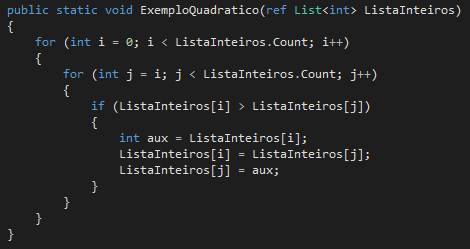 public static void ExemploQuadratico(ref List<int> ListaInteiros)
{
    for (int i = 0; i < ListaInteiros.Count; i++)
    {
        for (int j = i; j < ListaInteiros.Count; j++)
        {
            if (ListaInteiros[i] > ListaInteiros[j])
            {
                int aux = ListaInteiros[i];
                ListaInteiros[i] = ListaInteiros[j];
                ListaInteiros[j] = aux;
            }
        }
    }
}